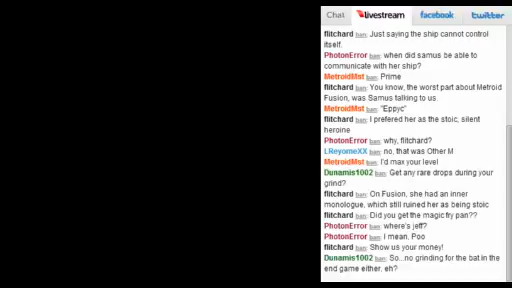 Chat livestream facebook twitter
flitchard ban: Just saying the ship cannot control
itself.
PhotonError ban: when did samus be able to
communicate with her ship?
MetroidMst ban: Prime
flitchard ban: You know, the worst part about Metroid
Fusion, was Samus talking to us.
MetroidMst ban: "Eppyc"
flitchard ban: I preferred her as the stoic, silent
heroine
PhotonError ban: why, flitchard?
LReyomeXX ban: no, that was Other M
MetroidMst ban: I'd max your level
Dunamis1002 ban: Get any rare drops during your
grind?
flitchard ban: On Fusion, she had an inner
monologue, which still ruined her as being stoic
flitchard ban: Did you get the magic fry pan??
PhotonError ban: where's jeff?
PhotonError ban: I mean, Poo
flitchard ban: Show us your money!
Dunamis1002 ban: So...no grinding for the bat in the
end game either, eh?